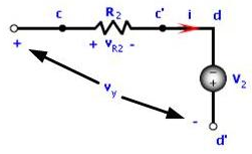 R2
c c' i d
+ + vR2 -
- + V2
vy
-
d'